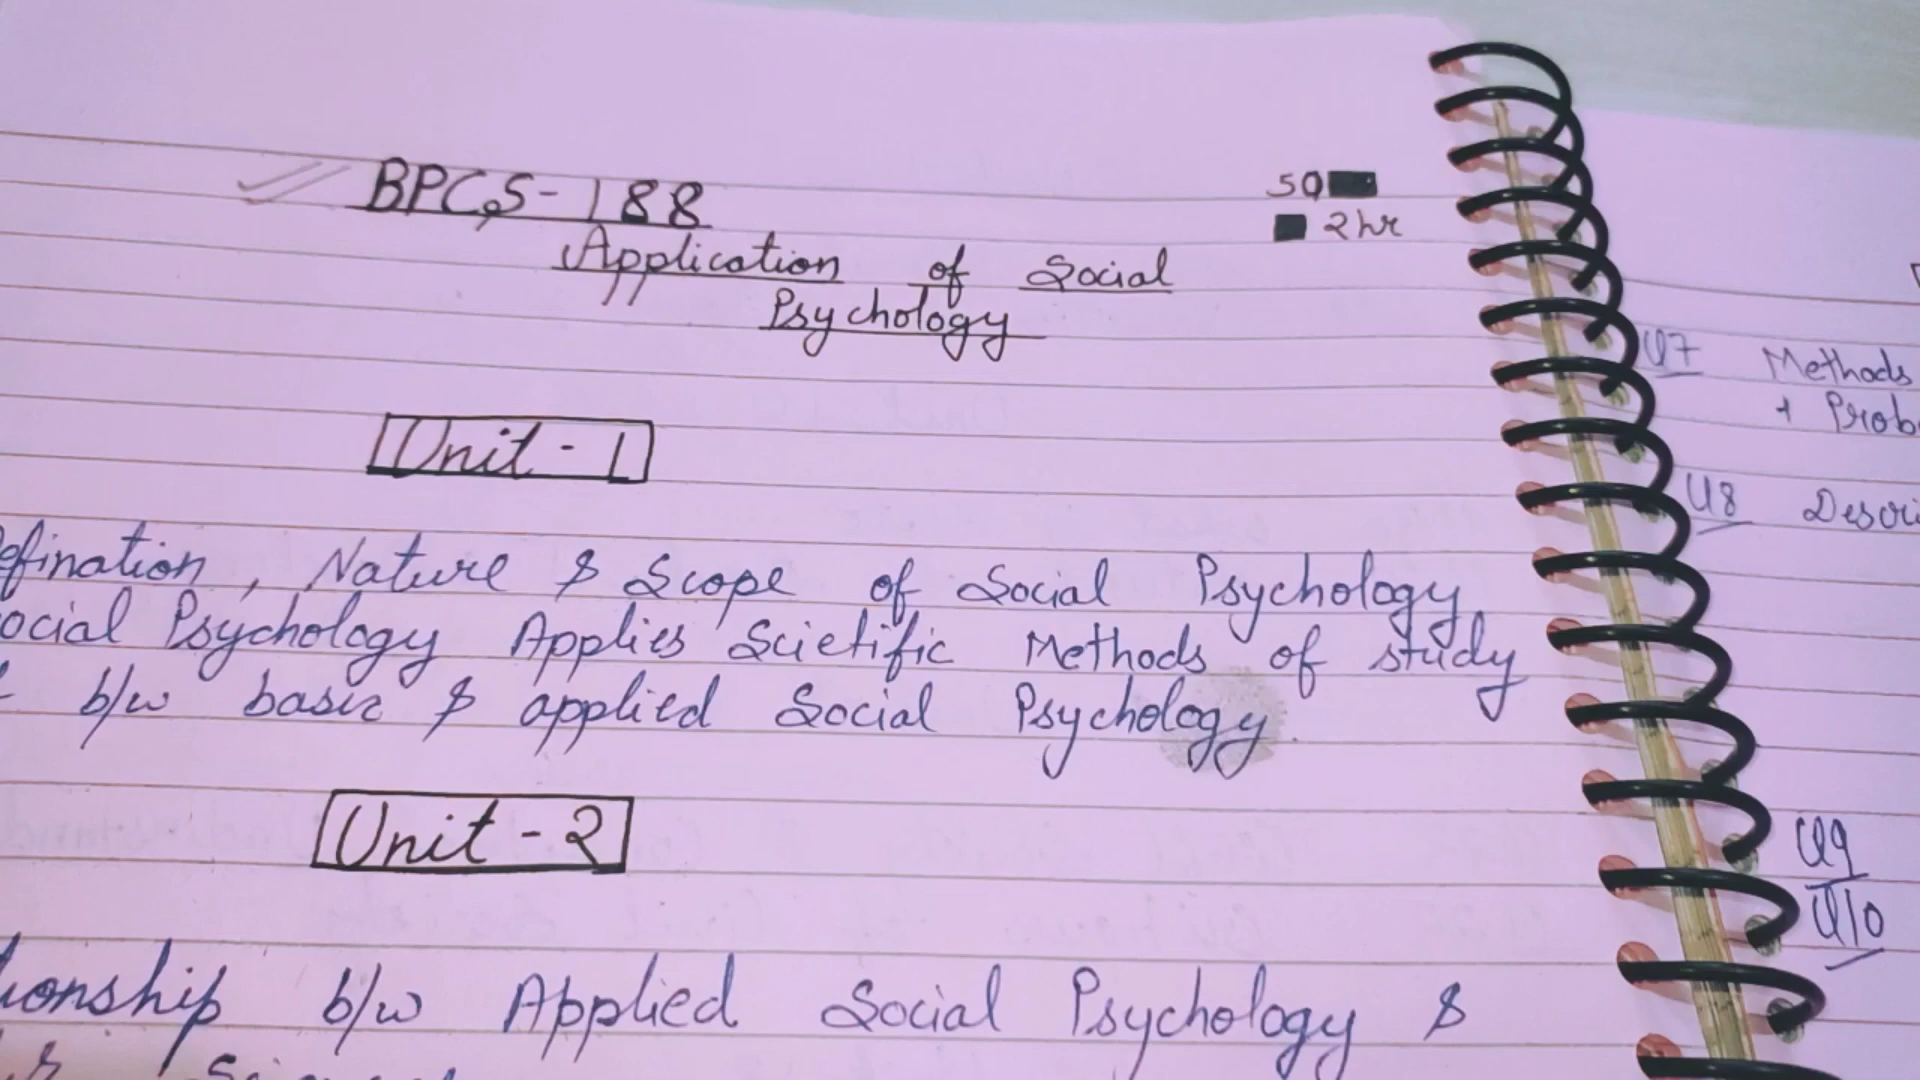 BPCS-188
50
2hr
Application of Social
Psychology
Unit-1
efination, Nature & Scope of Social Psychology
ocial Psychology Applies Scietific Methods of study
b/w basic & applied Social Psychology.
Unit-2
ionship b/w Applied Social Psychology &
U7 Methods
+ Prob
U8 Descri
U9
U10